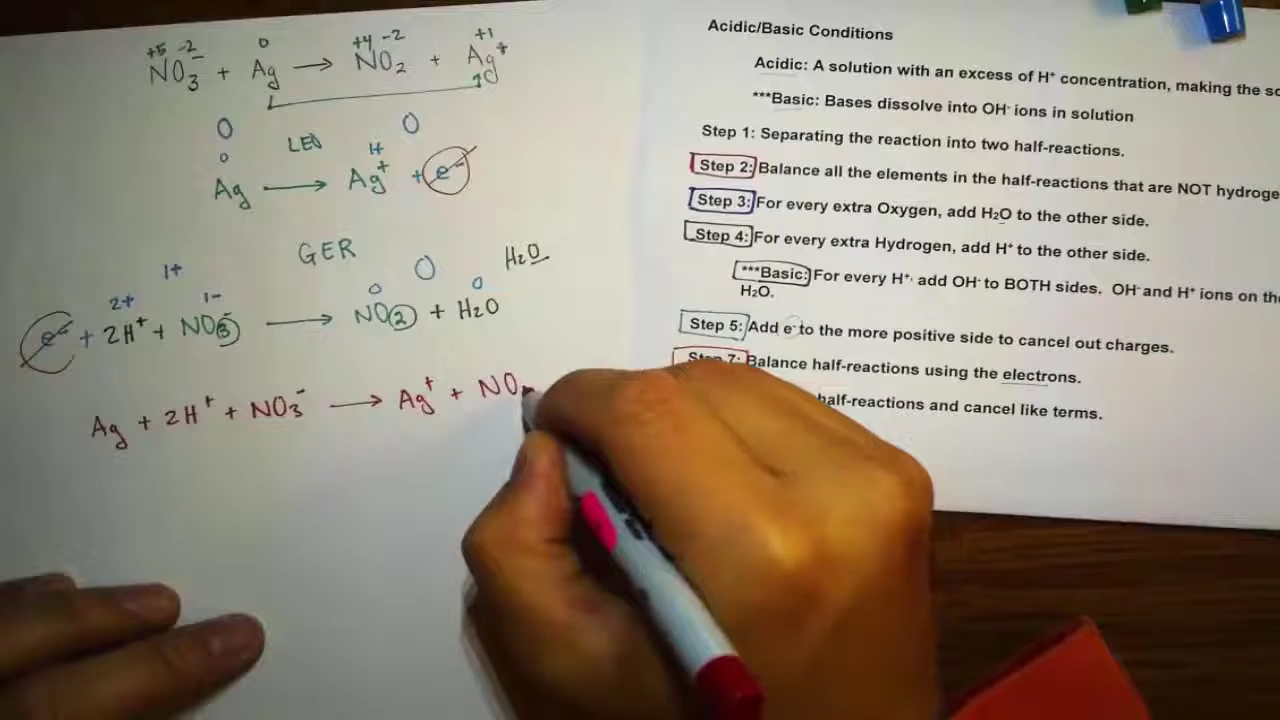 +5 -2 0 +4 -2 +1
NO₃⁻ + Ag → NO₂ + Ag⁺
0 0
LEO
0 1+
Ag → Ag⁺ + e⁻
GER
1+ 0 H₂O
2+ 1- 0 0
e⁻ + 2H⁺ + NO₃⁻ → NO₂ + H₂O
Ag + 2H⁺ + NO₃⁻ → Ag⁺ + NO
Acidic/Basic Conditions
Acidic: A solution with an excess of H⁺ concentration, making the
***Basic: Bases dissolve into OH⁻ ions in solution
Step 1: Separating the reaction into two half-reactions.
Step 2: Balance all the elements in the half-reactions that are NOT
Step 3: For every extra Oxygen, add H₂O to the other side.
Step 4: For every extra Hydrogen, add H⁺ to the other side.
***Basic: For every H⁺, add OH⁻ to BOTH sides. OH⁻ and H⁺ ions on the
H₂O.
Step 5: Add e⁻ to the more positive side to cancel out charges.
Step 7: Balance half-reactions using the electrons.
half-reactions and cancel like terms.